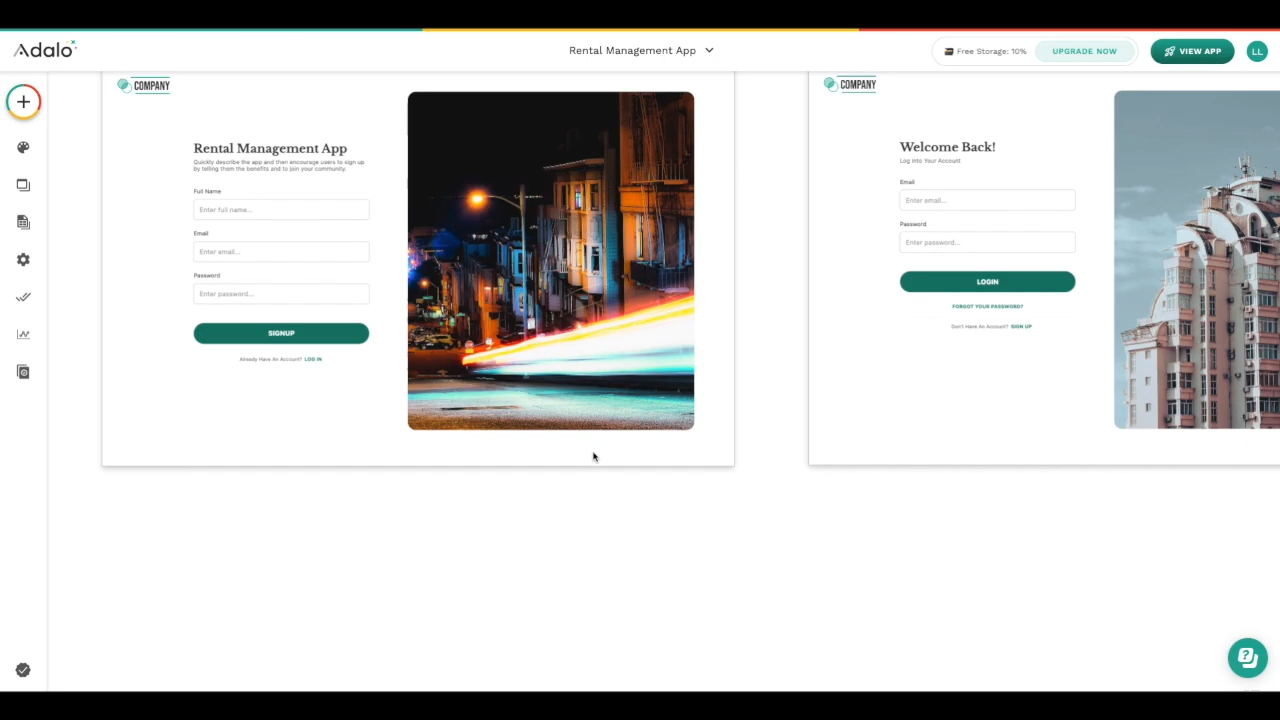 Adalo
Rental Management App
Free Storage: 10%
UPGRADE NOW
VIEW APP
LL
COMPANY
Rental Management App
Quickly describe the app and then encourage users to sign up
by telling them the benefits and to join your community.
Full Name
Enter full name...
Email
Enter email...
Password
Enter password...
SIGNUP
Already Have An Account? LOG IN
COMPANY
Welcome Back!
Log Into Your Account
Email
Enter email...
Password
Enter password...
LOGIN
FORGOT YOUR PASSWORD?
Don't Have An Account? SIGN UP